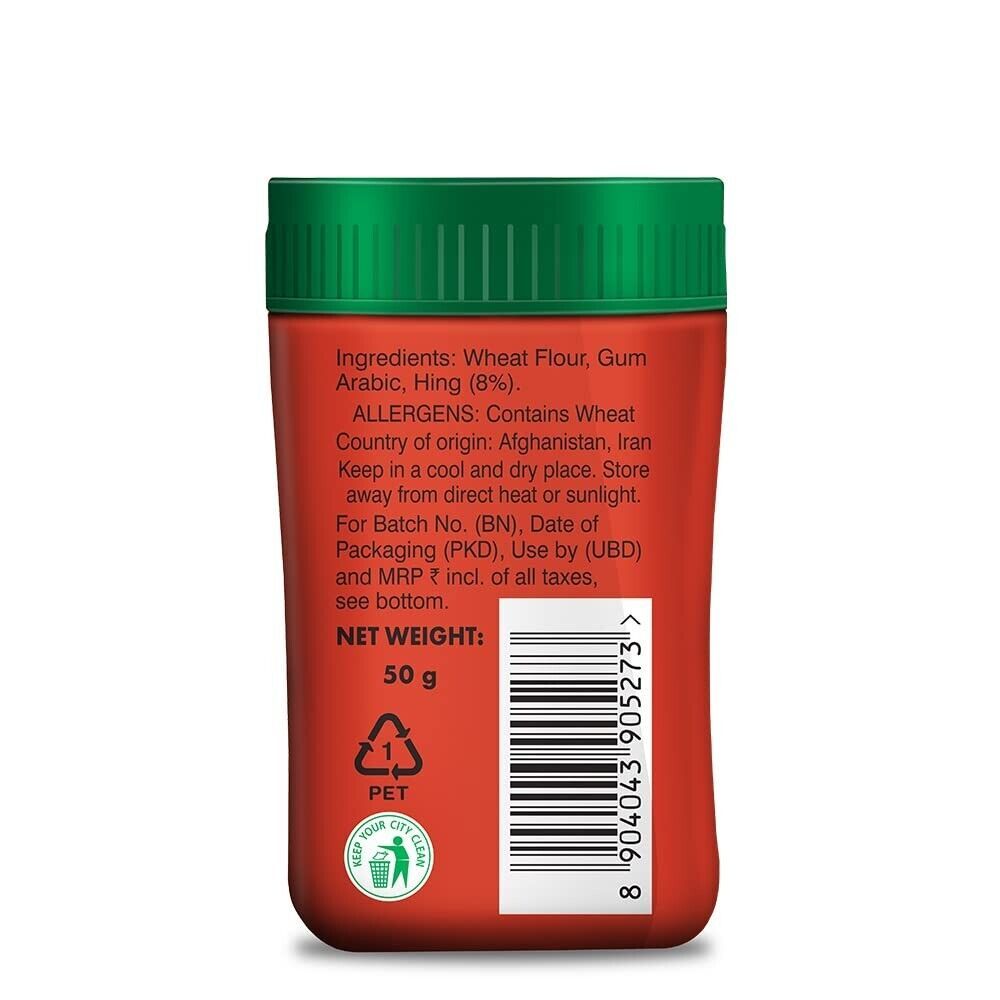 Ingredients: Wheat Flour, Gum
Arabic, Hing (8%).
ALLERGENS: Contains Wheat
Country of origin: Afghanistan, Iran
Keep in a cool and dry place. Store
away from direct heat or sunlight.
For Batch No. (BN), Date of
Packaging (PKD), Use by (UBD)
and MRP ₹ incl. of all taxes,
see bottom.
NET WEIGHT:
50 g
1
PET
KEEP YOUR CITY CLEAN
8 904043 905273 >